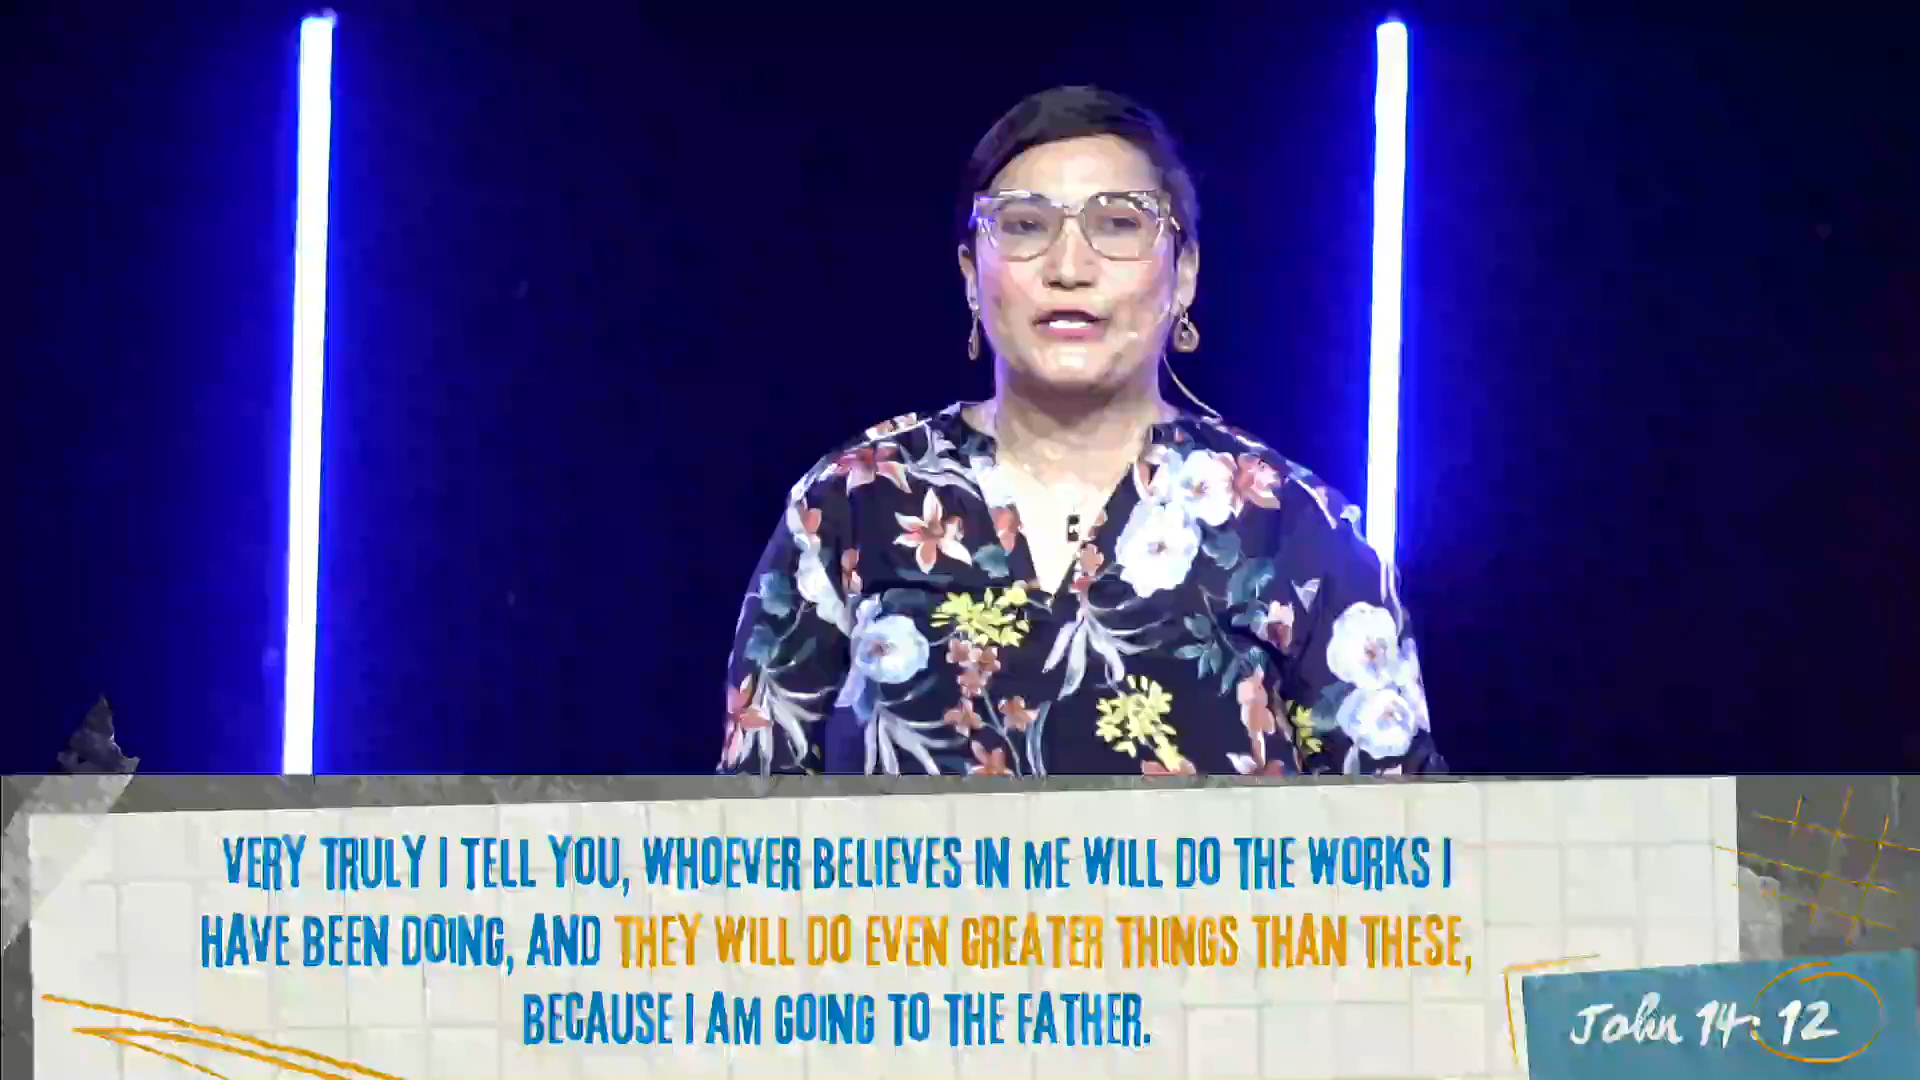 VERY TRULY I TELL YOU, WHOEVER BELIEVES IN ME WILL DO THE WORKS I
HAVE BEEN DOING, AND THEY WILL DO EVEN GREATER THINGS THAN THESE,
BECAUSE I AM GOING TO THE FATHER.
John 14:12